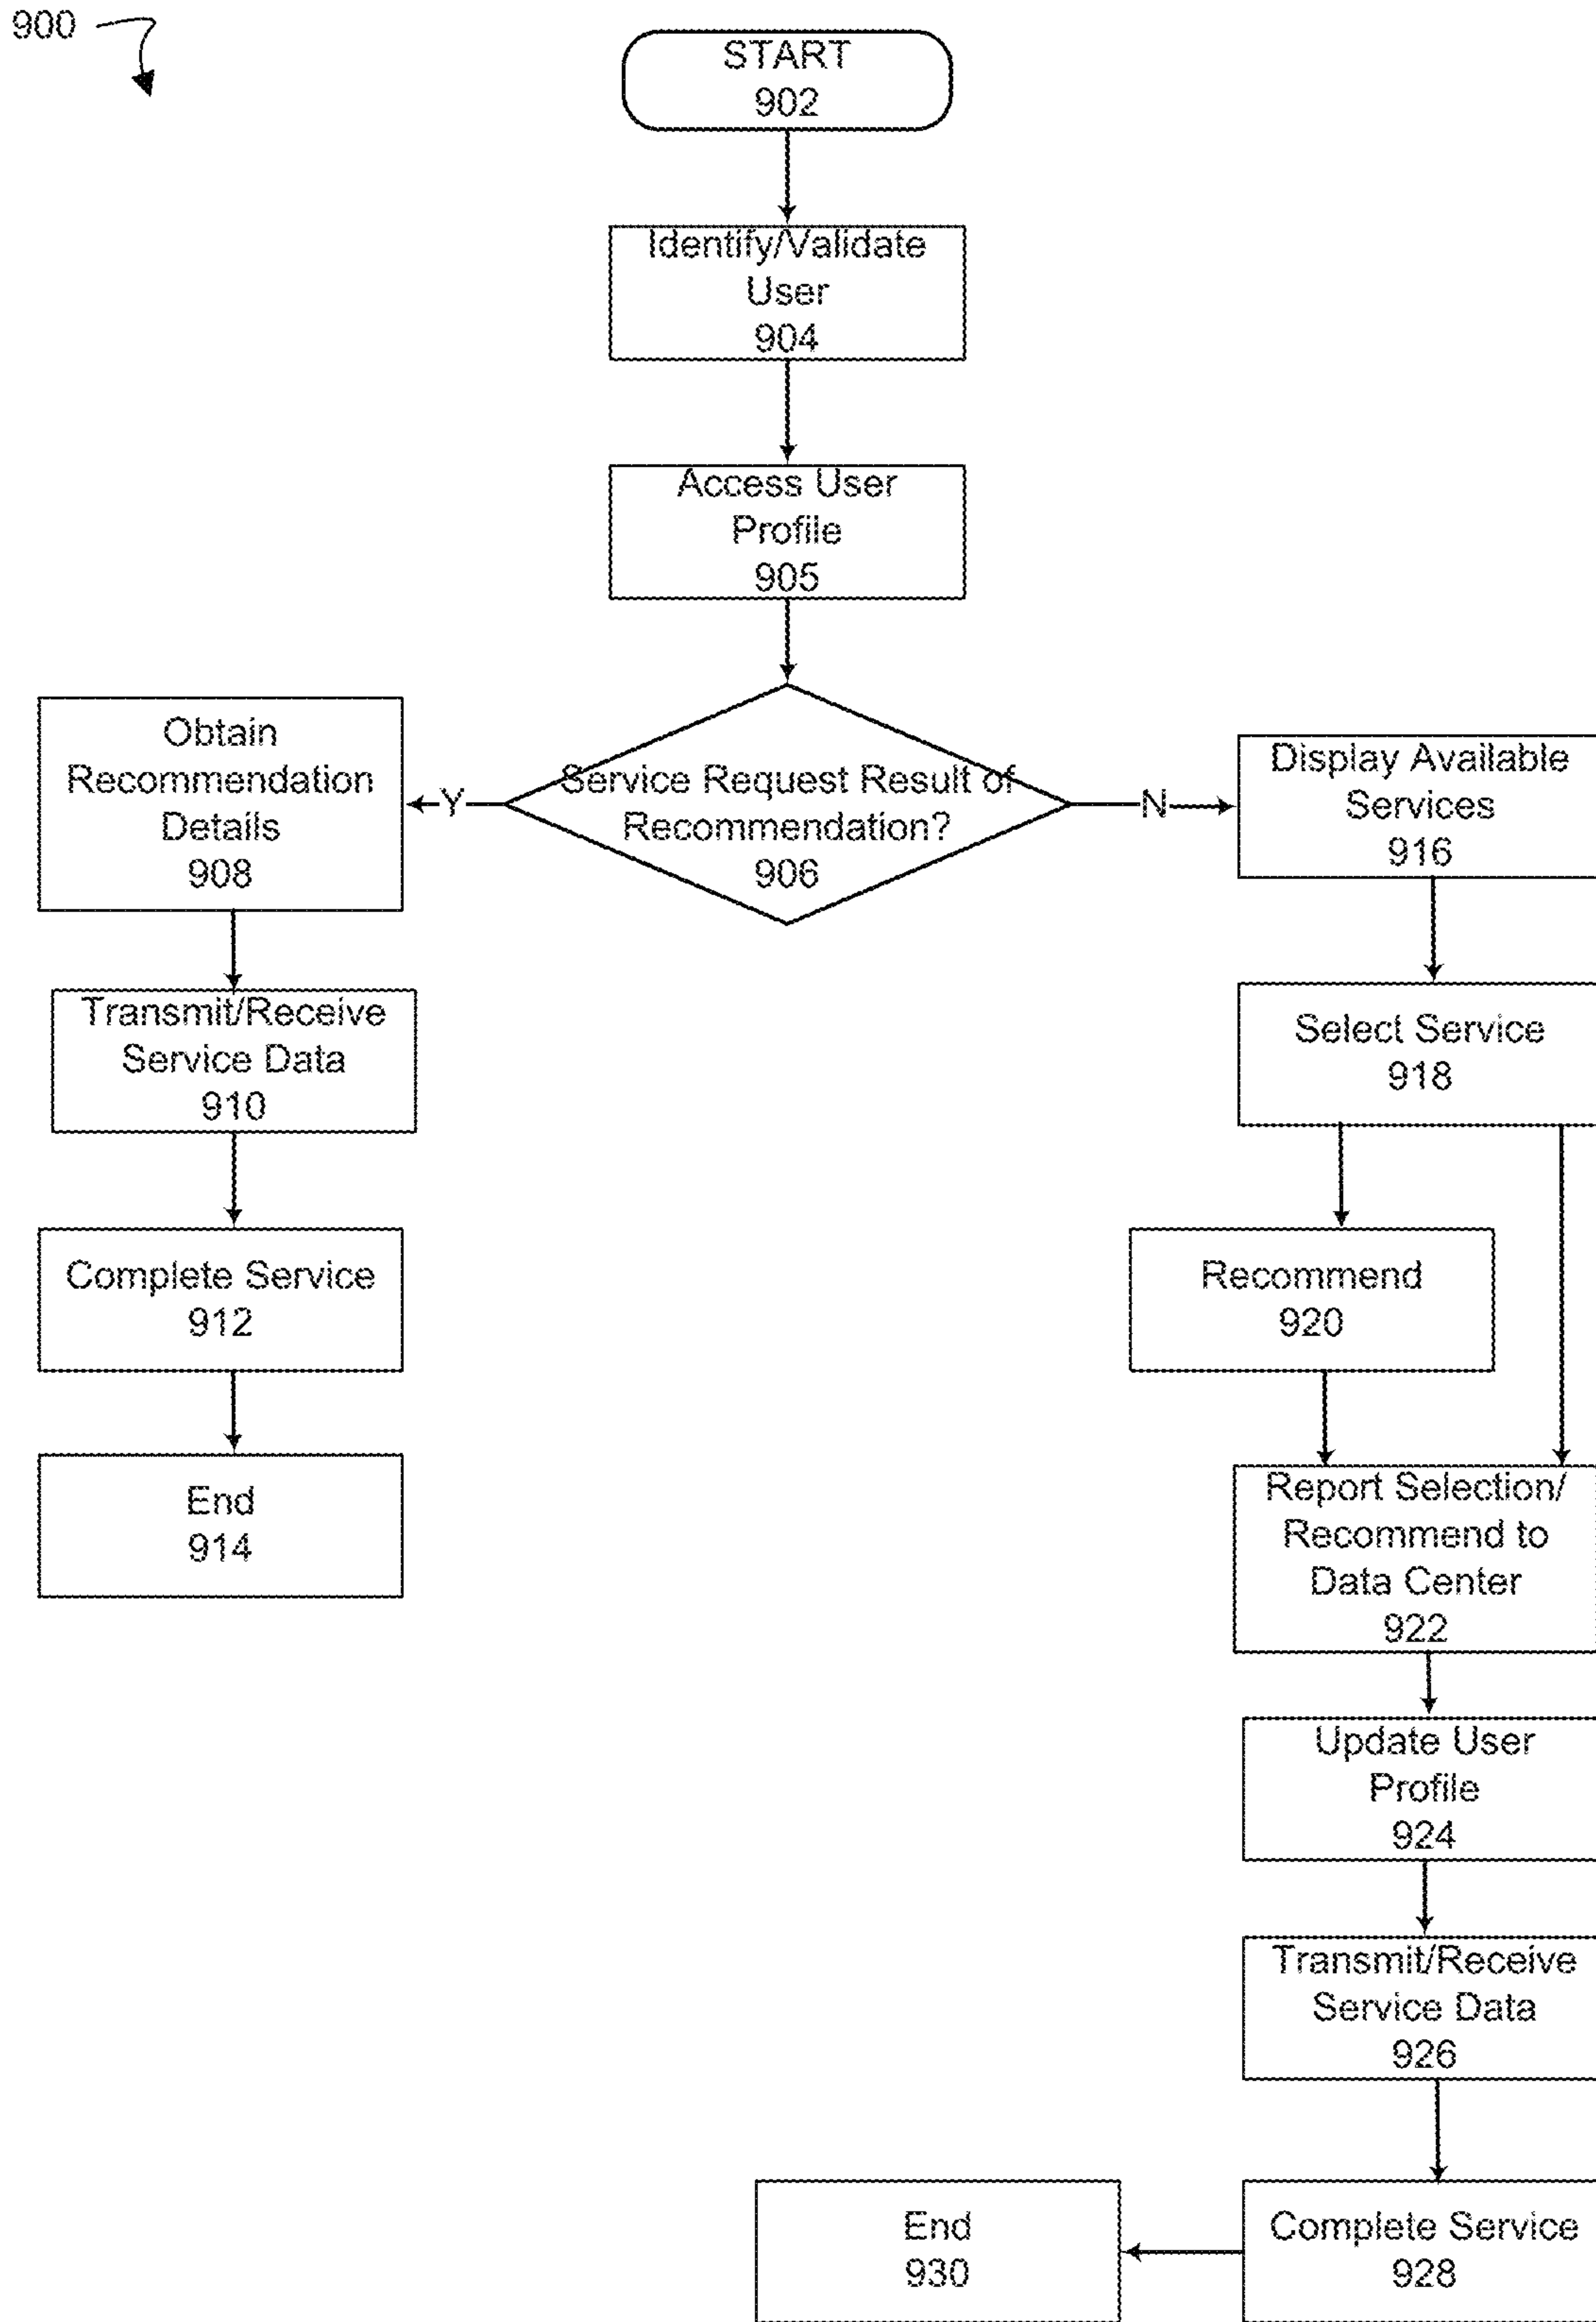 900
START
902
Identify/Validate
User
904
Access User
Profile
905
Service Request Result of
Recommendation?
906
Y
N
Obtain
Recommendation
Details
908
Transmit/Receive
Service Data
910
Complete Service
912
End
914
Display Available
Services
916
Select Service
918
Recommend
920
Report Selection/
Recommend to
Data Center
922
Update User
Profile
924
Transmit/Receive
Service Data
926
Complete Service
928
End
930